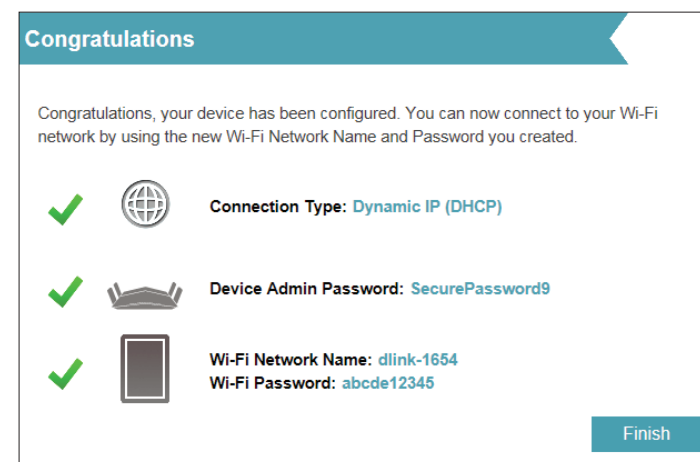 Congratulations
Congratulations, your device has been configured. You can now connect to your Wi-Fi
network by using the new Wi-Fi Network Name and Password you created.
Connection Type: Dynamic IP (DHCP)
Device Admin Password: SecurePassword9
Wi-Fi Network Name: dlink-1654
Wi-Fi Password: abcde12345
Finish